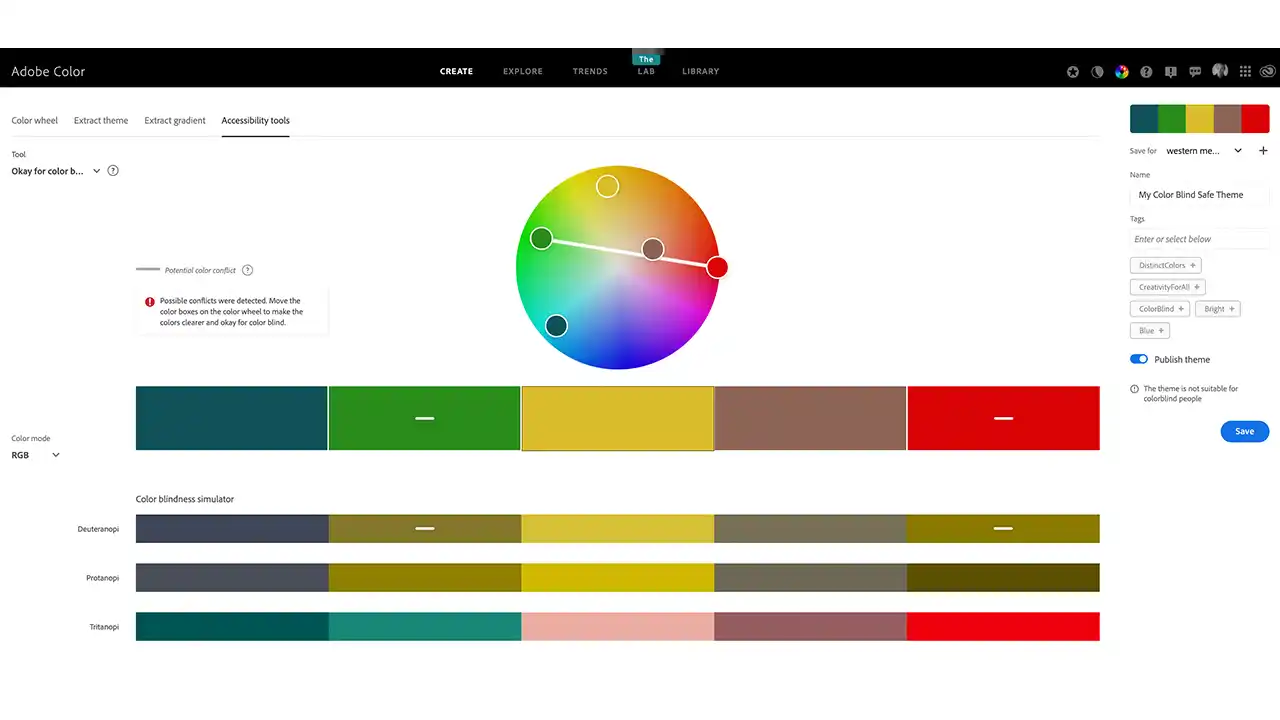 Adobe Color
CREATE
EXPLORE
TRENDS
The
LAB
LIBRARY
Color wheel
Extract theme
Extract gradient
Accessibility tools
Tool
Okay for color b...
Potential color conflict
Possible conflicts were detected. Move the
color boxes on the color wheel to make the
colors clearer and okay for color blind.
Color mode
RGB
Color blindness simulator
Deuteranopi
Protanopi
Tritanopi
Save for
western me...
Name
My Color Blind Safe Theme
Tags
Enter or select below
DistinctColors +
CreativityForAll +
ColorBlind +
Bright +
Blue +
Publish theme
The theme is not suitable for
colorblind people
Save